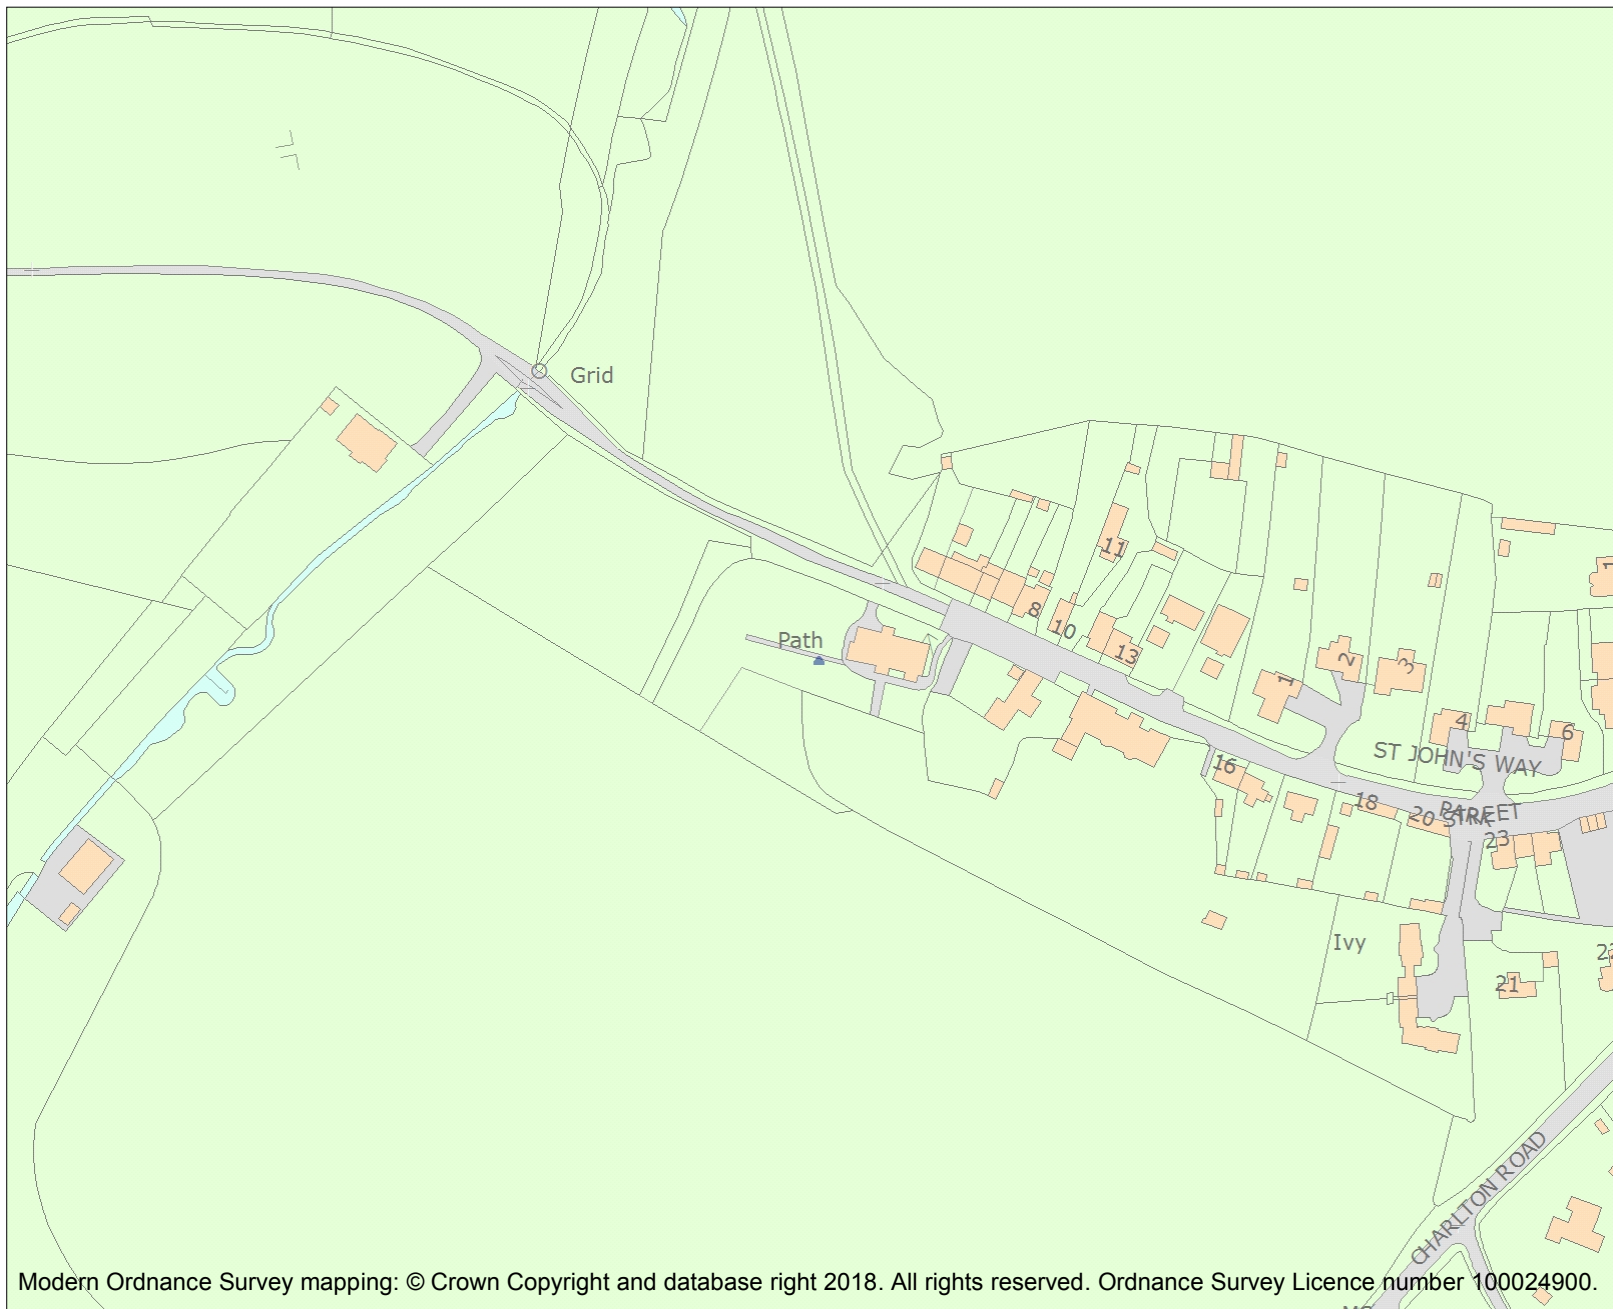 Grid
11
8
10
13
Path
1
2
3
4
6
ST JOHN'S WAY
16
18
20
23
Ivy
21
CHARLTON ROAD
Modern Ordnance Survey mapping: © Crown Copyright and database right 2018. All rights reserved. Ordnance Survey Licence number 100024900.